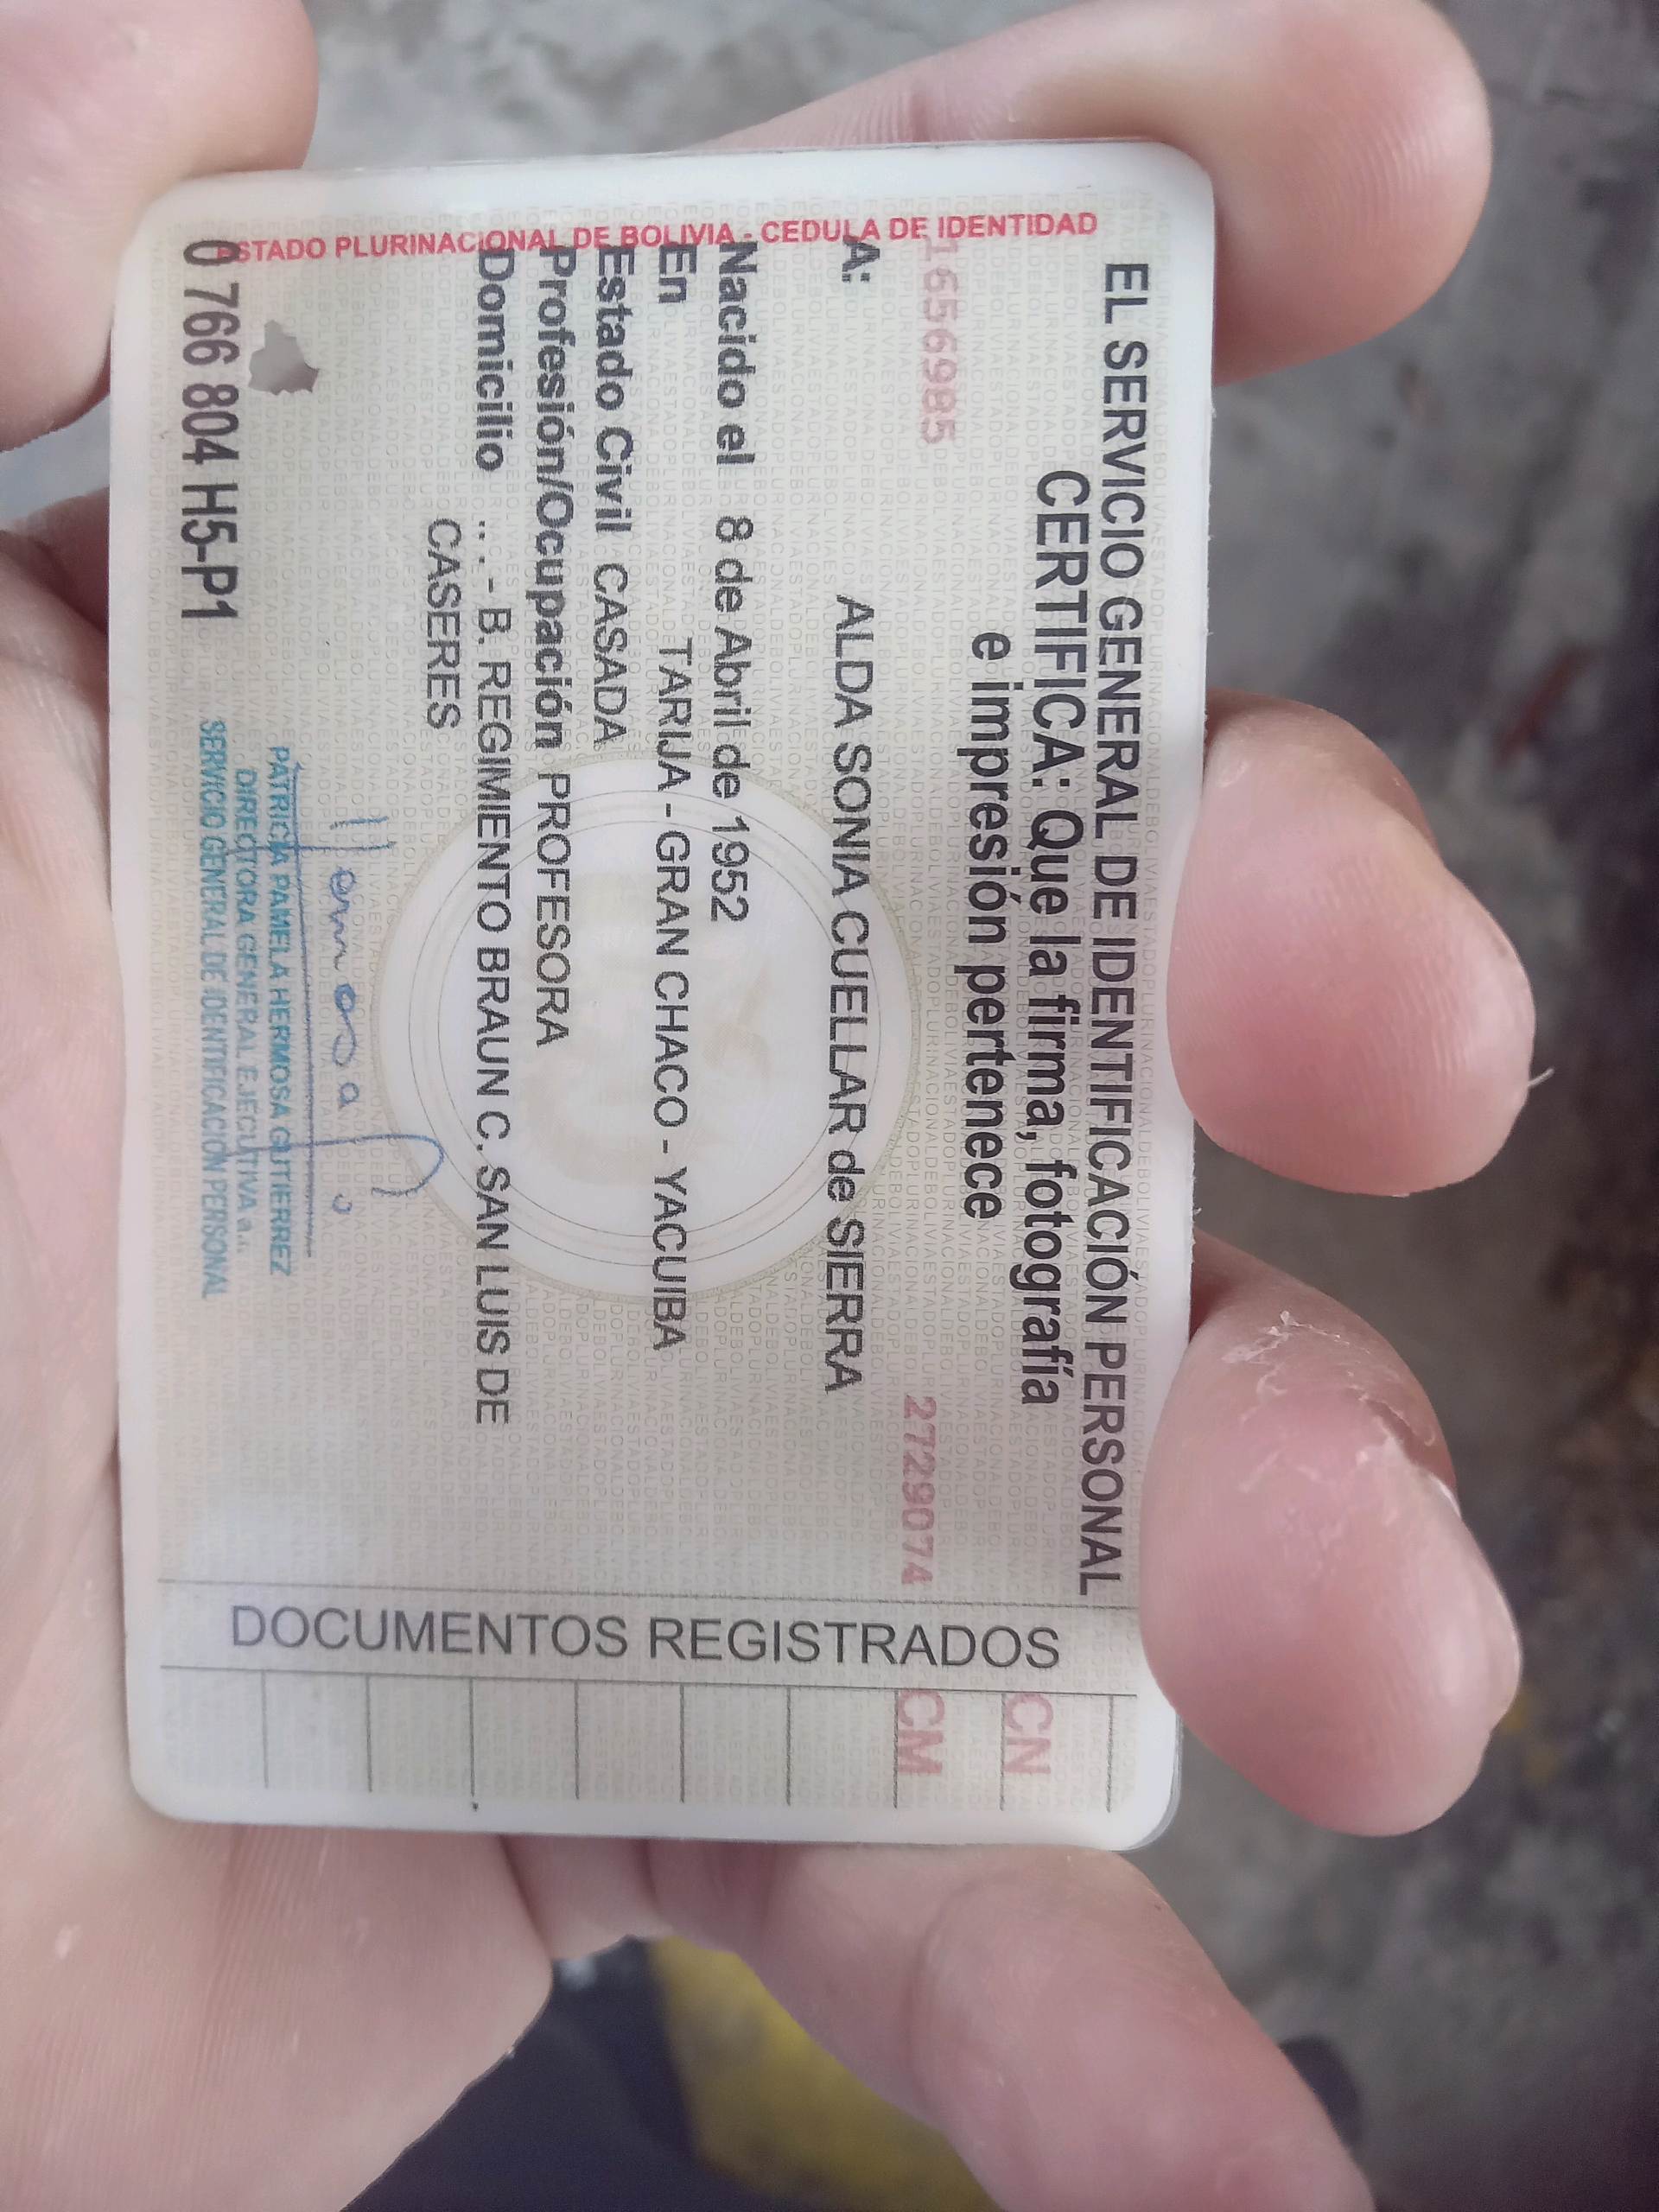 ESTADO PLURINACIONAL DE BOLIVIA - CEDULA DE IDENTIDAD
EL SERVICIO GENERAL DE IDENTIFICACIÓN PERSONAL
CERTIFICA: Que la firma, fotografía
e impresión pertenece
1656985 2729074
A: ALDA SONIA CUELLAR de SIERRA
Nacido el 8 de Abril de 1952
En TARIJA - GRAN CHACO - YACUIBA
Estado Civil CASADA
Profesión/Ocupación PROFESORA
Domicilio .. . - B. REGIMIENTO BRAUN C. SAN LUIS DE
CASERES
PATRICIA PAMELA HERMOSA GUTIERREZ
DIRECTORA GENERAL EJECUTIVA a.i.
SERVICIO GENERAL DE IDENTIFICACIÓN PERSONAL
0 766 804 H5-P1
DOCUMENTOS REGISTRADOS
CN
CM